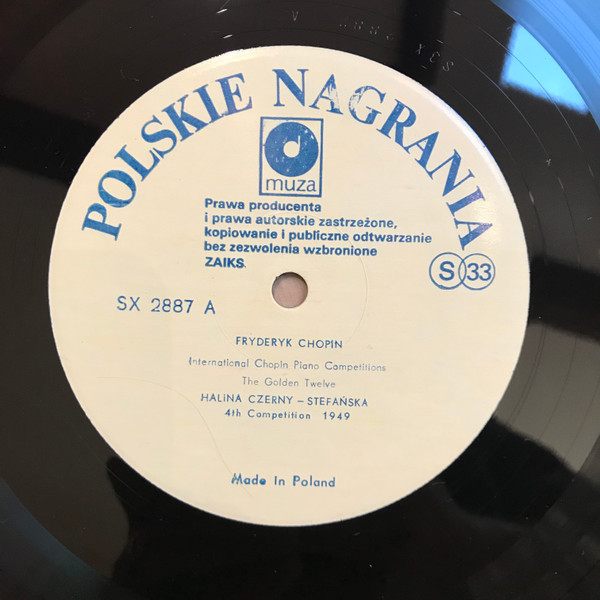 POLSKIE NAGRANIA
muza
Prawa producenta
i prawa autorskie zastrzeżone,
kopiowanie i publiczne odtwarzanie
bez zezwolenia wzbronione
ZAIKS.
S 33
SX 2887 A
FRYDERYK CHOPIN
International Chopin Piano Competitions
The Golden Twelve
HALINA CZERNY – STEFAŃSKA
4th Competition 1949
Made In Poland